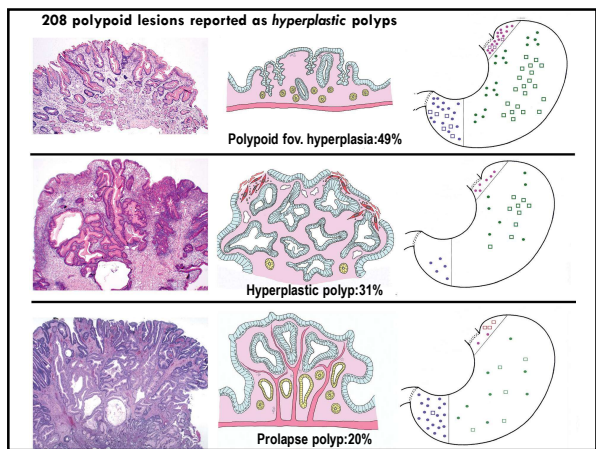 208 polypoid lesions reported as hyperplastic polyps
Polypoid fov. hyperplasia:49%
Hyperplastic polyp:31%
Prolapse polyp:20%